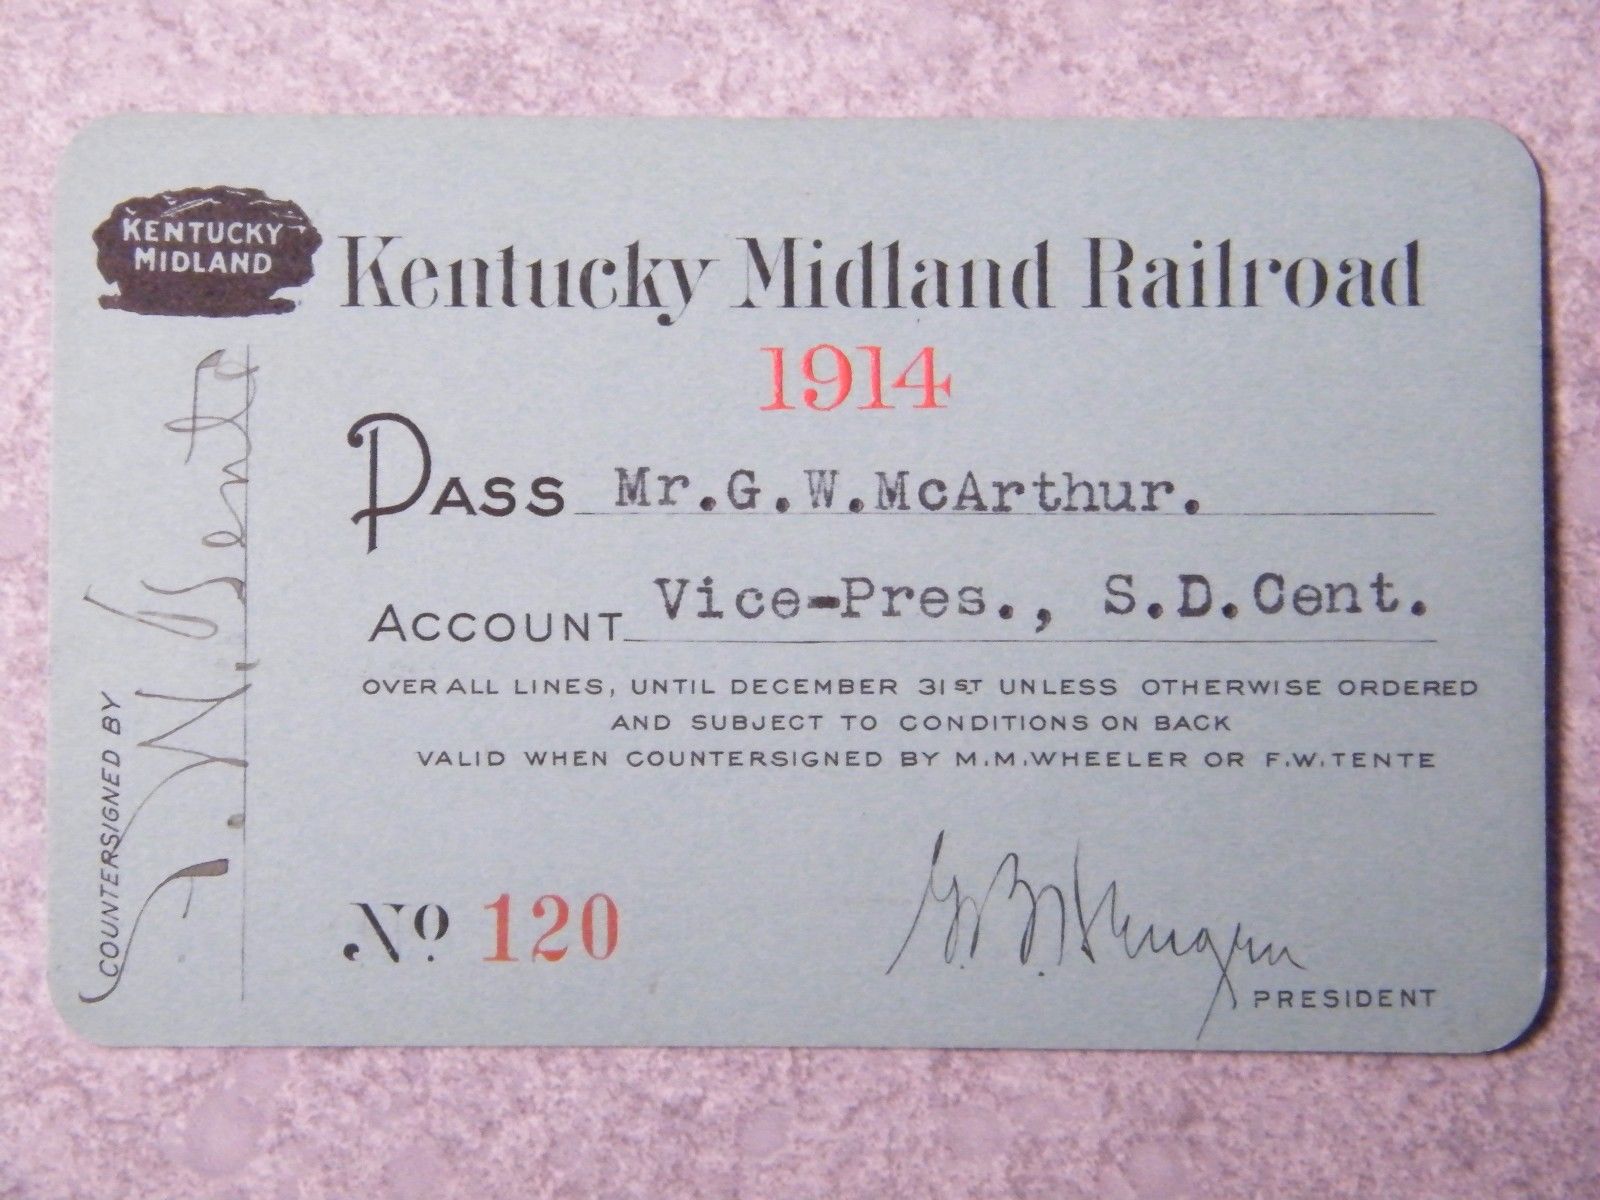 KENTUCKY
MIDLAND
Kentucky Midland Railroad
1914
PASS Mr.G.W.McArthur.
ACCOUNT Vice-Pres., S.D.Cent.
OVER ALL LINES, UNTIL DECEMBER 31ST UNLESS OTHERWISE ORDERED
AND SUBJECT TO CONDITIONS ON BACK
VALID WHEN COUNTERSIGNED BY M.M.WHEELER OR F.W.TENTE
COUNTERSIGNED BY
F.W.Tente
No. 120
PRESIDENT